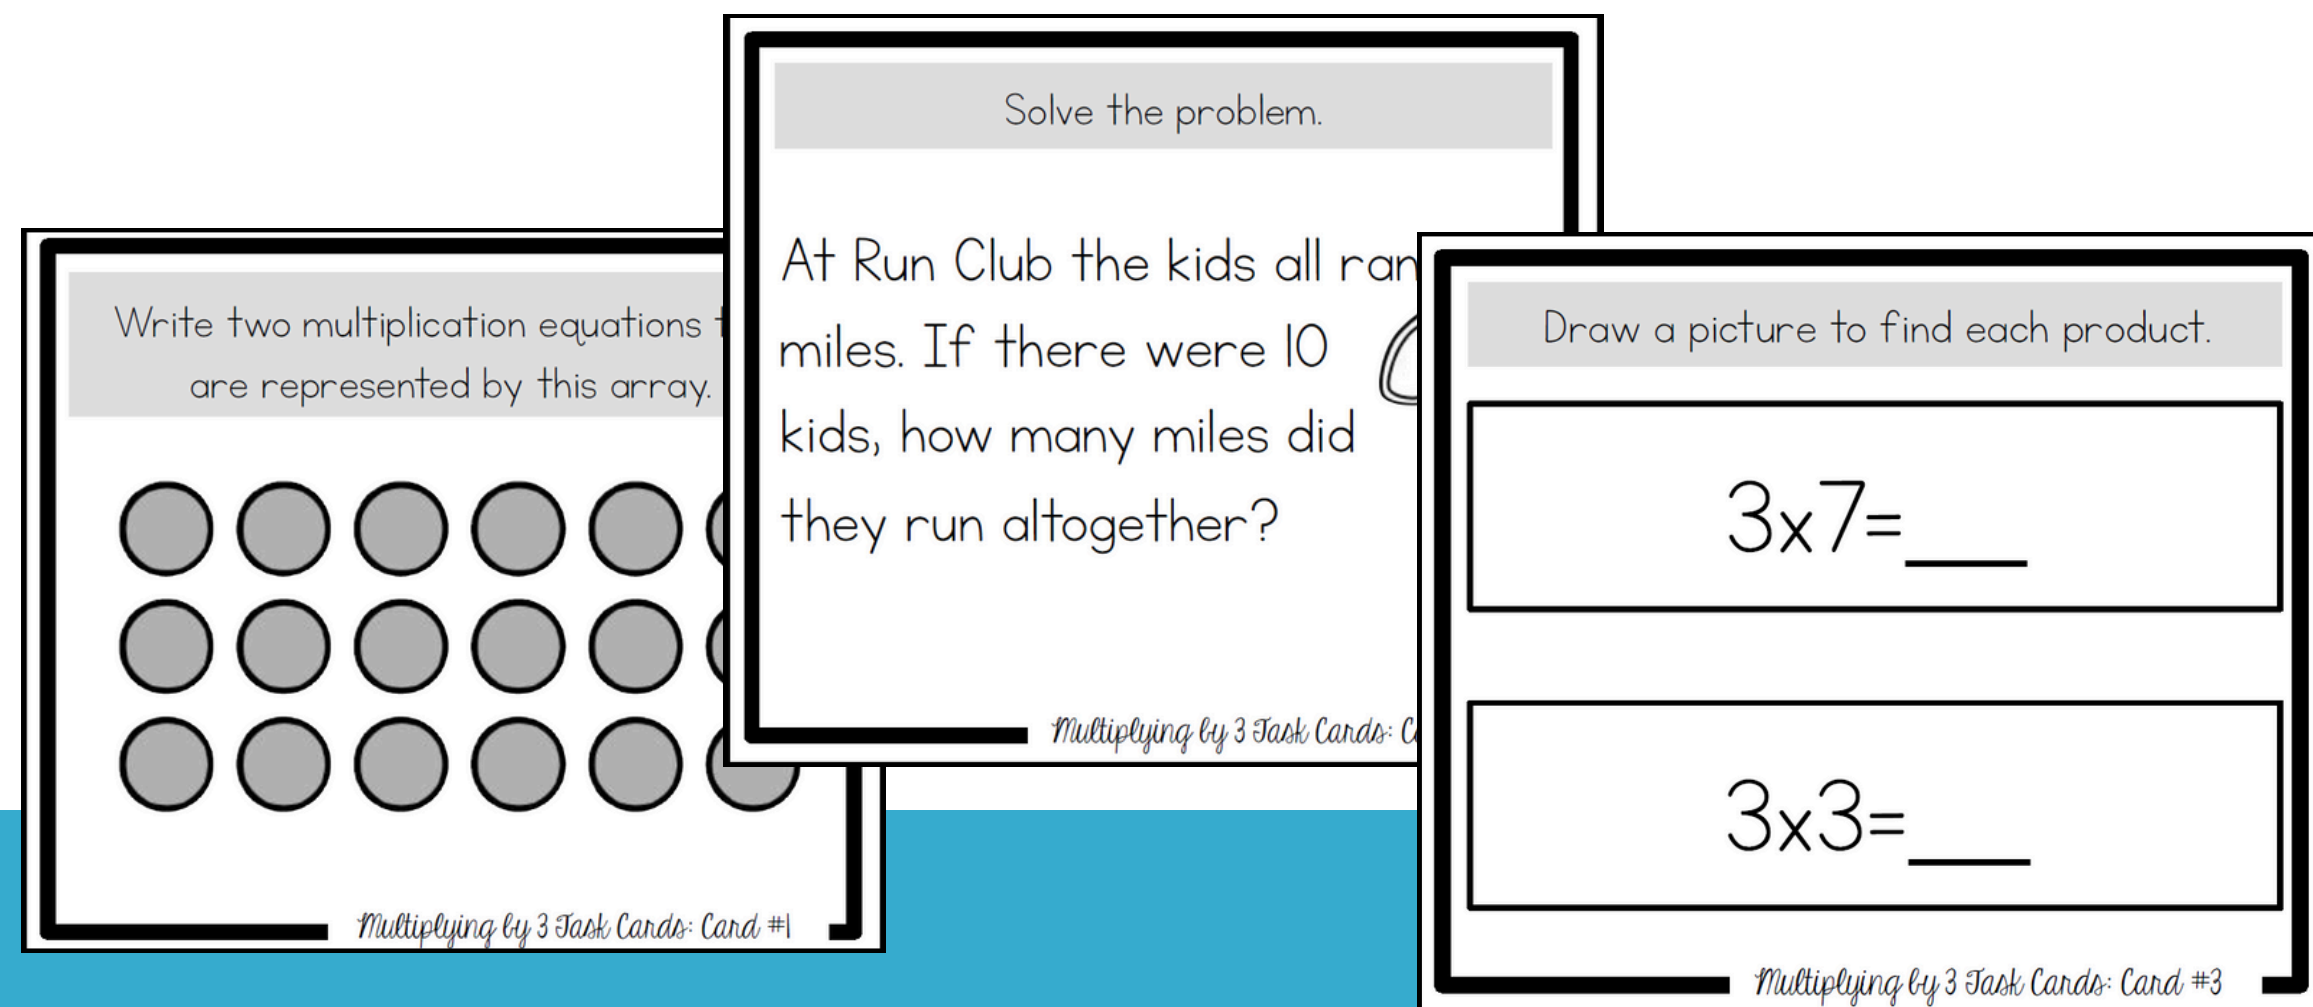 Write two multiplication equations
are represented by this array.
Multiplying by 3 Task Cards: Card #1
Solve the problem.
At Run Club the kids all ran
miles. If there were 10
kids, how many miles did
they run altogether?
Multiplying by 3 Task Cards:
Draw a picture to find each product.
3x7=___
3x3=___
Multiplying by 3 Task Cards: Card #3